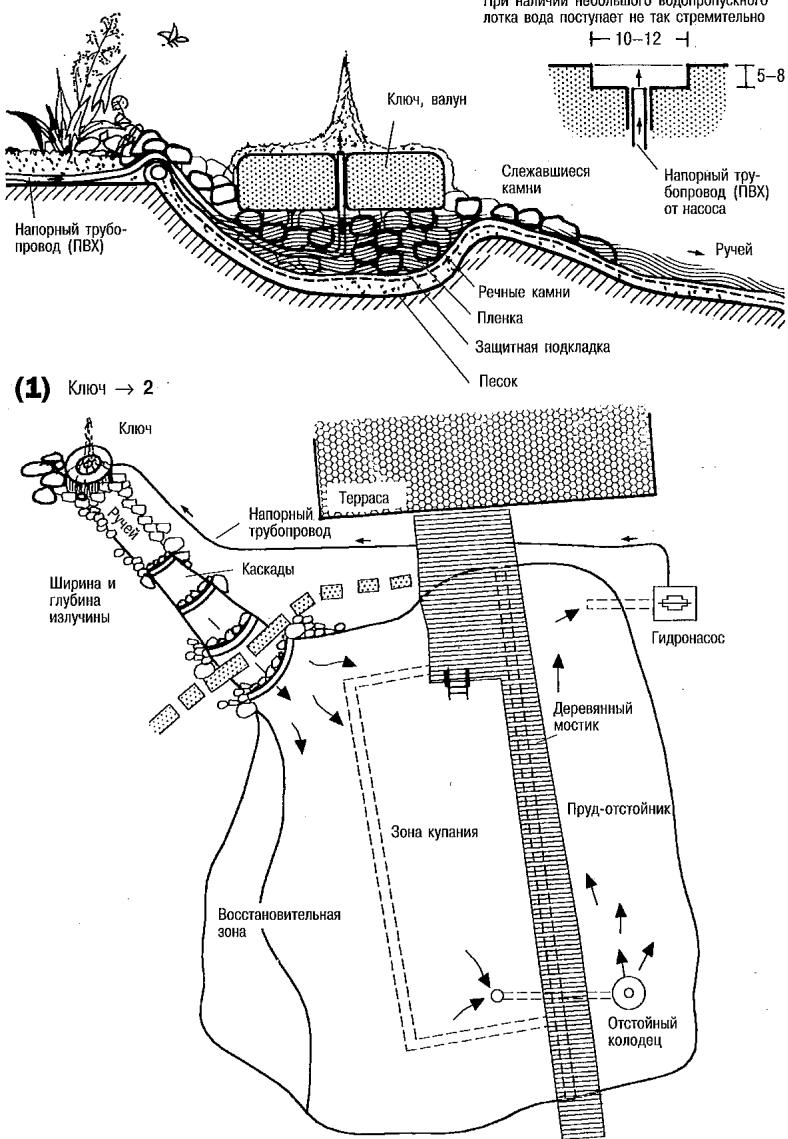 При наличии небольшого водопропускного
лотка вода поступает не так стремительно
10–12
5–8
Ключ, валун
Слежавшиеся
камни
Напорный тру-
бопровод (ПВХ)
от насоса
Напорный трубо-
провод (ПВХ)
Ручей
Речные камни
Пленка
Защитная подкладка
Песок
(1) Ключ → 2
Ключ
Терраса
Ручей
Напорный
трубопровод
Каскады
Ширина и
глубина
излучины
Гидронасос
Деревянный
мостик
Зона купания
Пруд-отстойник
Восстановительная
зона
Отстойный
колодец